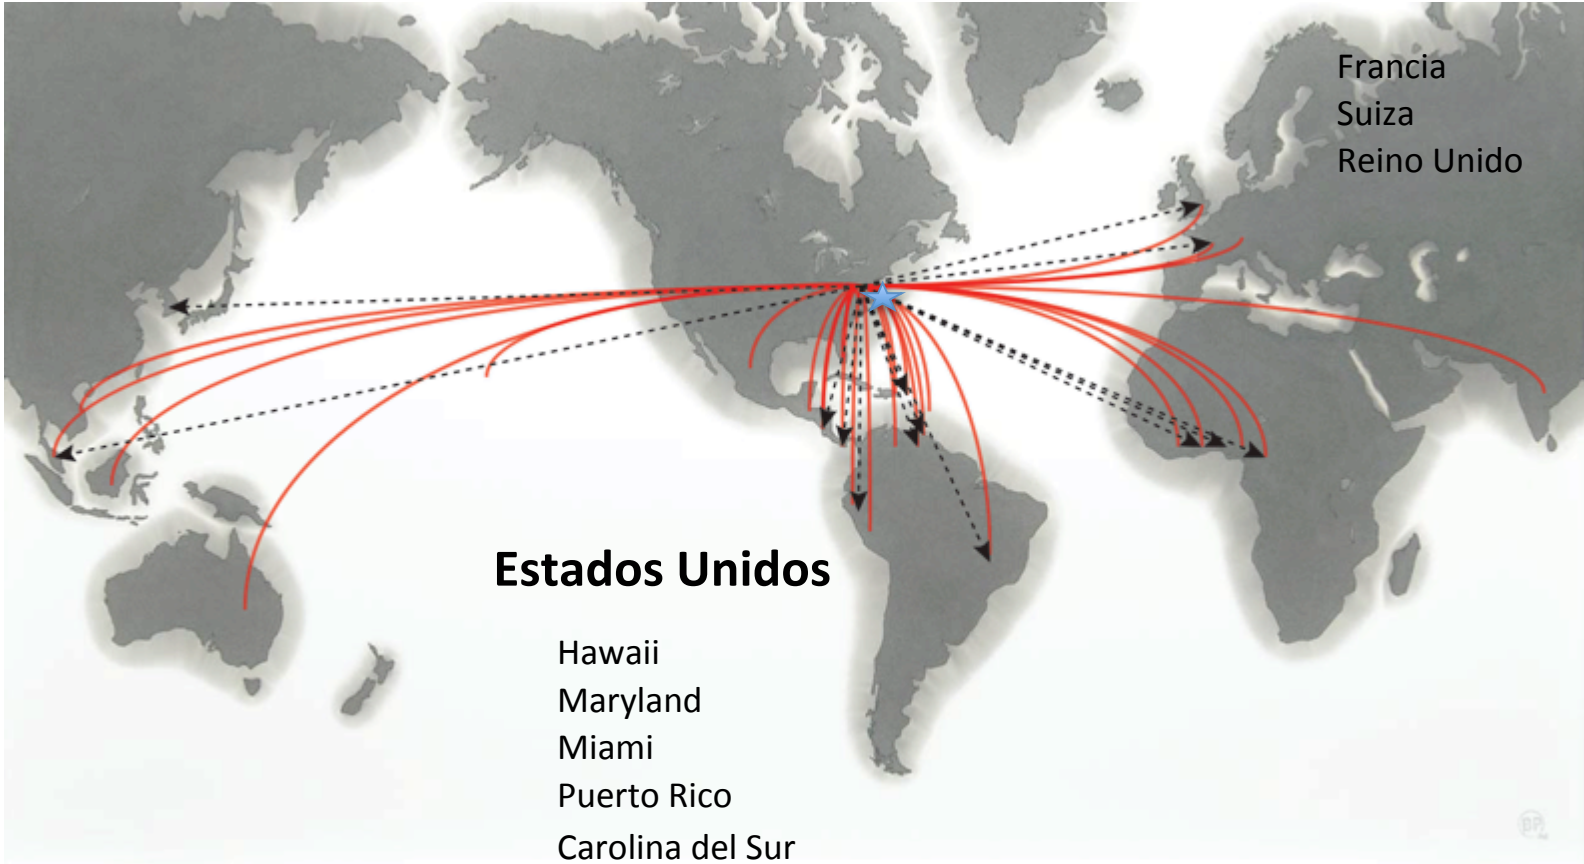 Francia
Suiza
Reino Unido
Estados Unidos
Hawaii
Maryland
Miami
Puerto Rico
Carolina del Sur